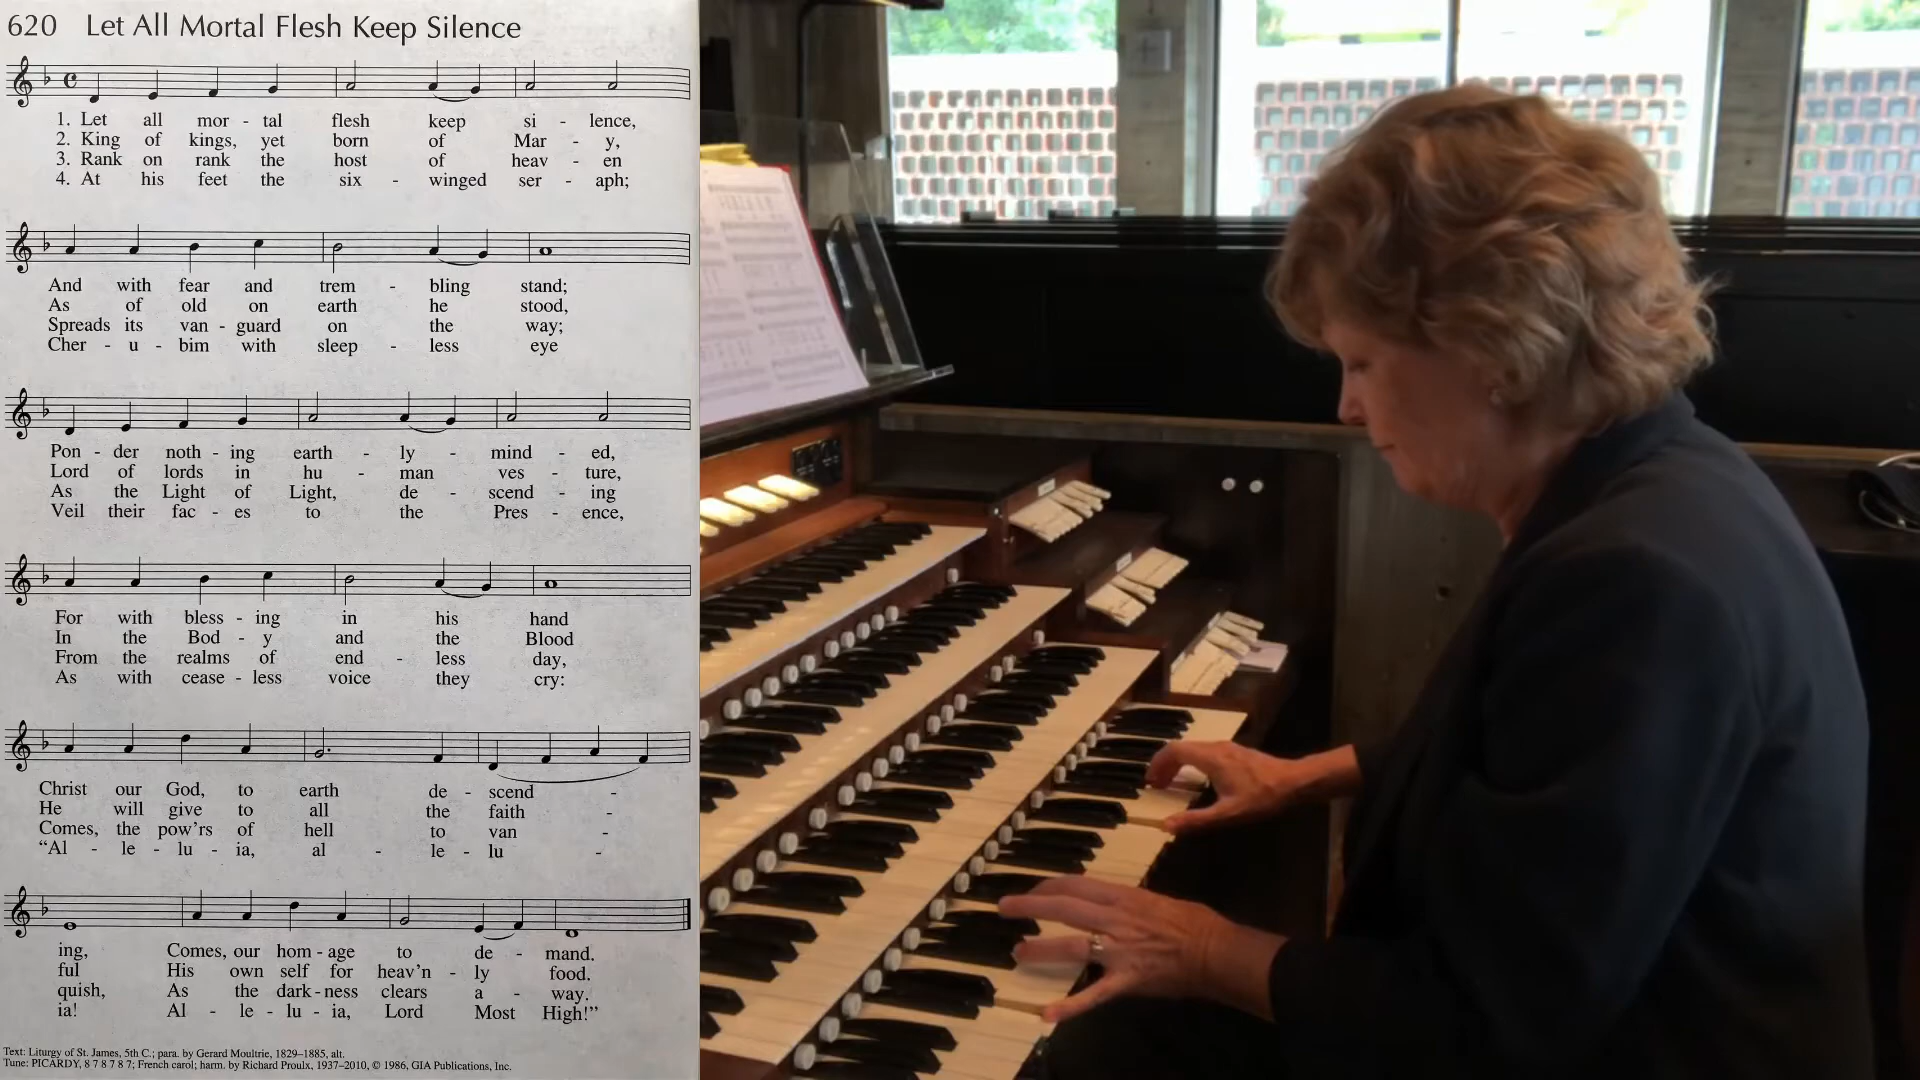 620 Let All Mortal Flesh Keep Silence
1. Let all mor - tal flesh keep si - lence,
2. King of kings, yet born of Mar - y,
3. Rank on rank the host of heav - en
4. At his feet the six - winged ser - aph;
And with fear and trem - bling stand;
As of old on earth he stood,
Spreads its van - guard on the way;
Cher - u - bim with sleep - less eye
Pon - der noth - ing earth - ly - mind - ed,
Lord of lords in hu - man ves - ture,
As the Light of Light, de - scend - ing
Veil their fac - es to the Pres - ence,
For with bless - ing in his hand
In the Bod - y and the Blood
From the realms of end - less day,
As with cease - less voice they cry:
Christ our God, to earth de - scend -
He will give to all the faith -
Comes, the pow'rs of hell to van -
“Al - le - lu - ia, al - le - lu -
ing, Comes, our hom - age to de - mand.
ful His own self for heav'n - ly food.
quish, As the dark - ness clears a - way.
ia! Al - le - lu - ia, Lord Most High!”
Text: Liturgy of St. James, 5th C.; para. by Gerard Moultrie, 1829–1885, alt.
Tune: PICARDY, 8 7 8 7 8 7; French carol; harm. by Richard Proulx, 1937–2010, © 1986, GIA Publications, Inc.